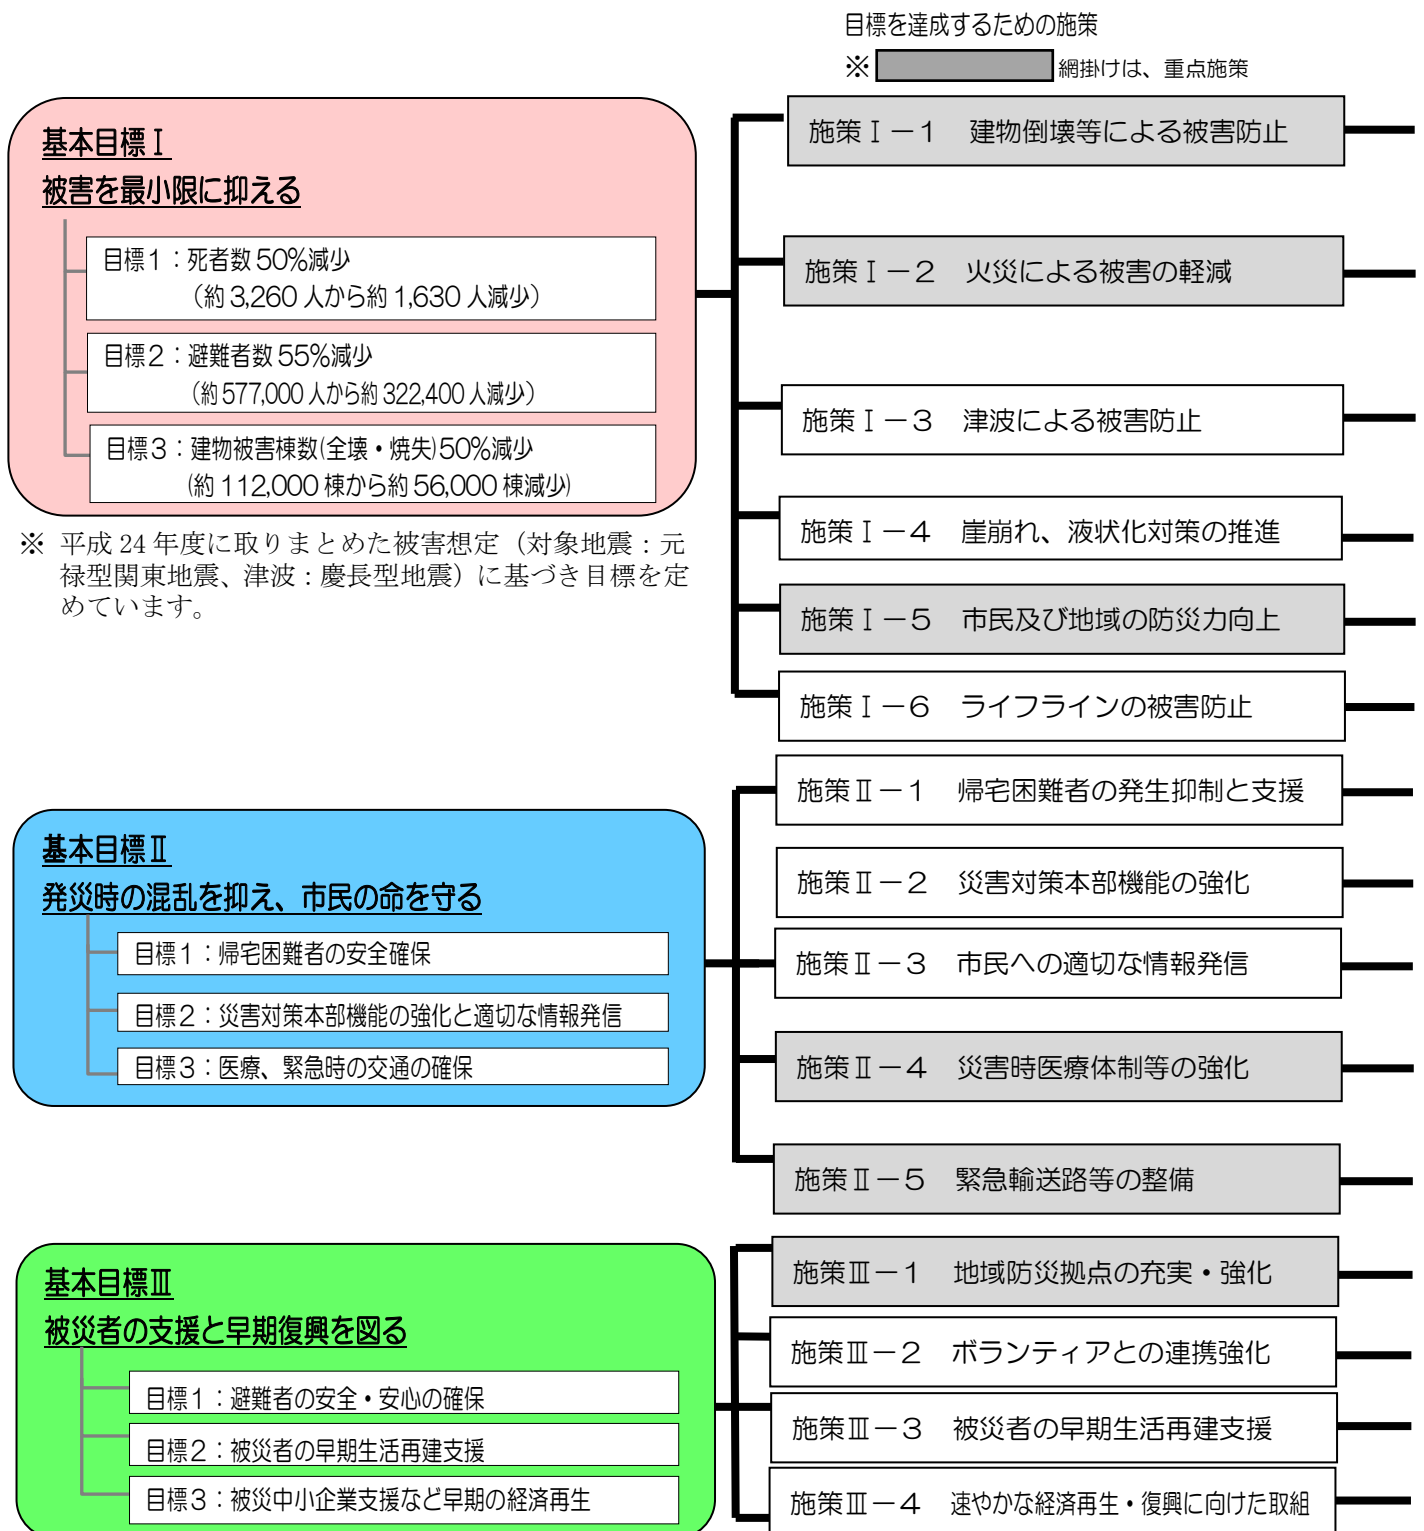 目標を達成するための施策
※ 網掛けは、重点施策
基本目標Ⅰ
被害を最小限に抑える
目標1：死者数50%減少
（約3,260人から約1,630人減少）
目標2：避難者数55%減少
（約577,000人から約322,400人減少）
目標3：建物被害棟数(全壊・焼失)50%減少
(約112,000棟から約56,000棟減少)
※ 平成24年度に取りまとめた被害想定（対象地震：元
禄型関東地震、津波：慶長型地震）に基づき目標を定
めています。
施策Ⅰ－1 建物倒壊等による被害防止
施策Ⅰ－2 火災による被害の軽減
施策Ⅰ－3 津波による被害防止
施策Ⅰ－4 崖崩れ、液状化対策の推進
施策Ⅰ－5 市民及び地域の防災力向上
施策Ⅰ－6 ライフラインの被害防止
基本目標Ⅱ
発災時の混乱を抑え、市民の命を守る
目標1：帰宅困難者の安全確保
目標2：災害対策本部機能の強化と適切な情報発信
目標3：医療、緊急時の交通の確保
施策Ⅱ－1 帰宅困難者の発生抑制と支援
施策Ⅱ－2 災害対策本部機能の強化
施策Ⅱ－3 市民への適切な情報発信
施策Ⅱ－4 災害時医療体制等の強化
施策Ⅱ－5 緊急輸送路等の整備
基本目標Ⅲ
被災者の支援と早期復興を図る
目標1：避難者の安全・安心の確保
目標2：被災者の早期生活再建支援
目標3：被災中小企業支援など早期の経済再生
施策Ⅲ－1 地域防災拠点の充実・強化
施策Ⅲ－2 ボランティアとの連携強化
施策Ⅲ－3 被災者の早期生活再建支援
施策Ⅲ－4 速やかな経済再生・復興に向けた取組